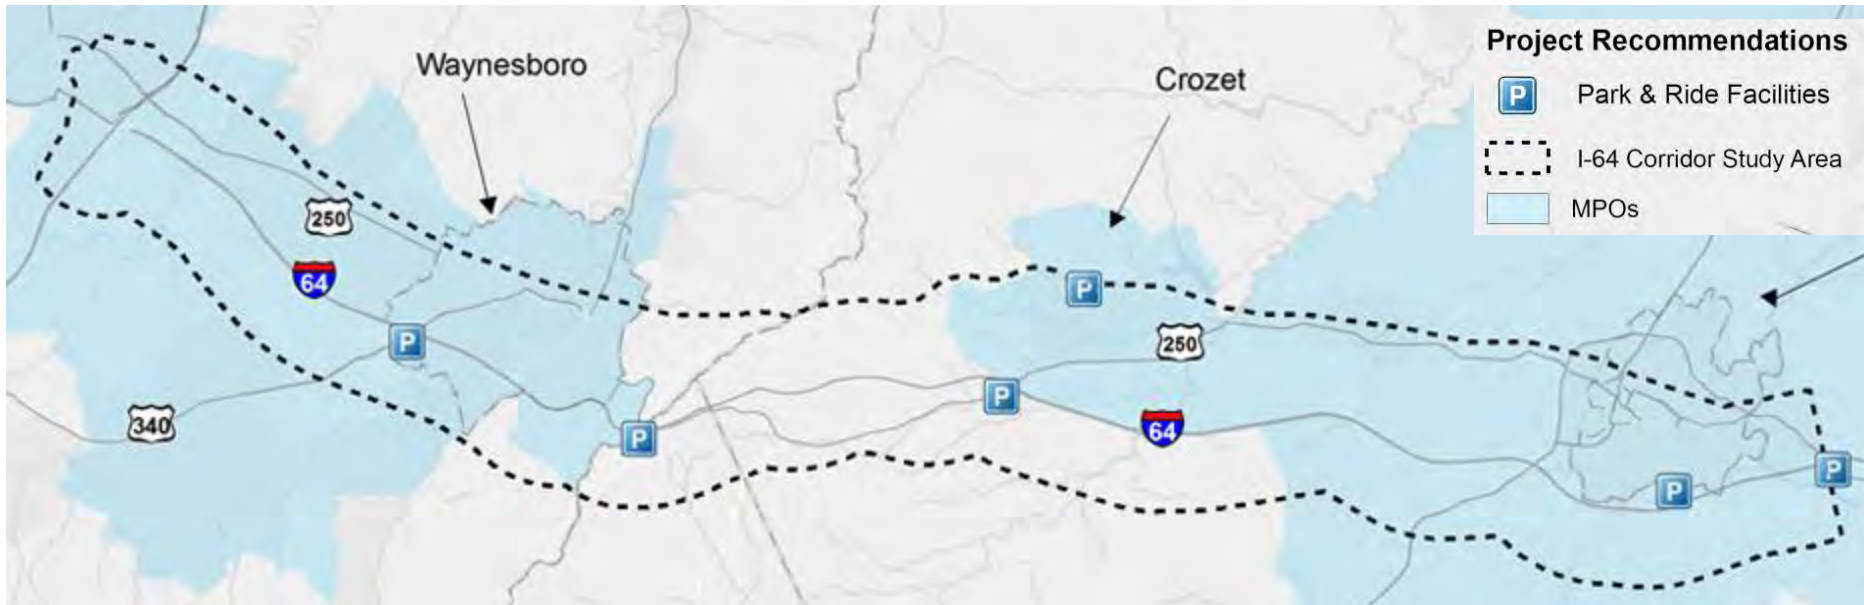 Waynesboro
Crozet
Project Recommendations
P Park & Ride Facilities
I-64 Corridor Study Area
MPOs
250
64
P
250
P
P
340
64
P
P
P